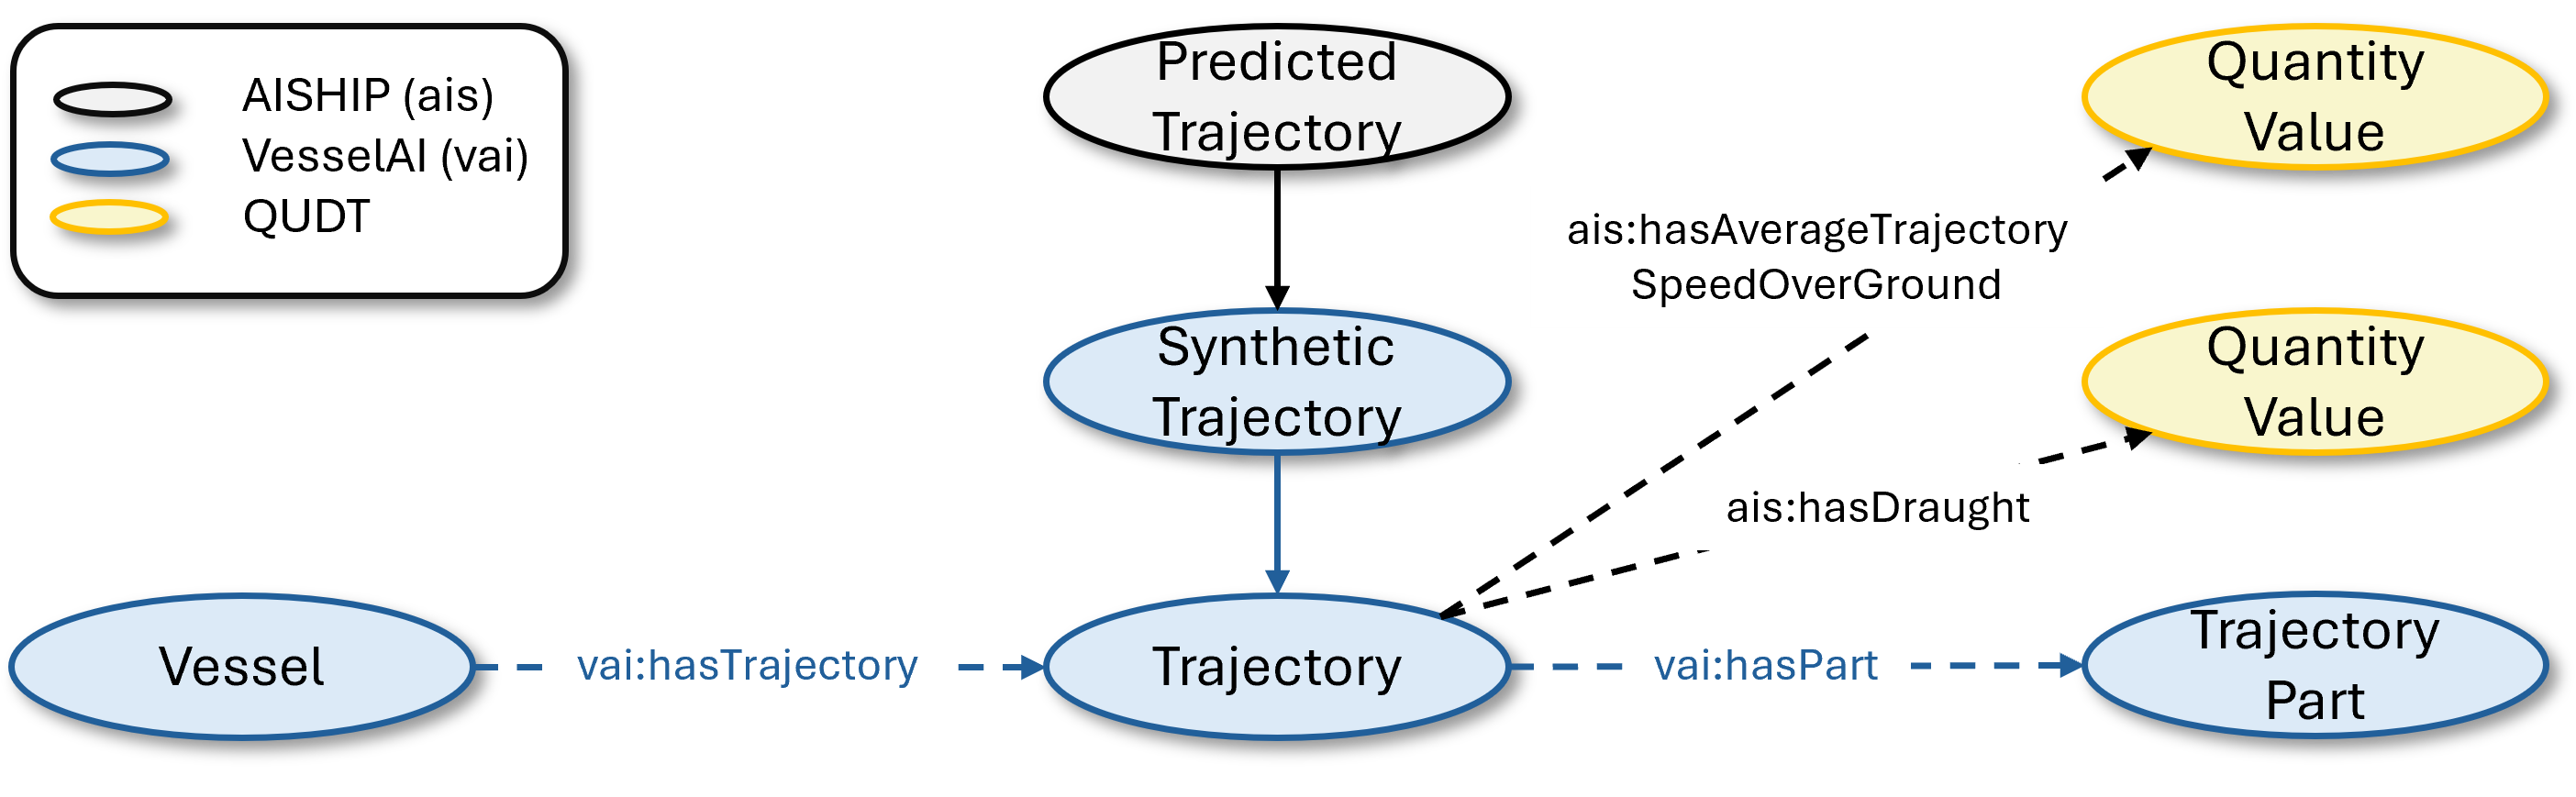 AISHIP (ais)
VesselAI (vai)
QUDT
Predicted
Trajectory
Quantity
Value
ais:hasAverageTrajectory
SpeedOverGround
Synthetic
Trajectory
Quantity
Value
ais:hasDraught
Vessel
vai:hasTrajectory
Trajectory
vai:hasPart
Trajectory
Part